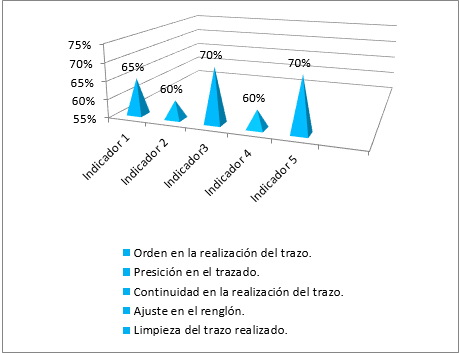 75%
70%
65%
60%
55%
65%
60%
70%
60%
70%
Indicador 1
Indicador 2
Indicador3
Indicador 4
Indicador 5
Orden en la realización del trazo.
Presición en el trazado.
Continuidad en la realización del trazo.
Ajuste en el renglón.
Limpieza del trazo realizado.